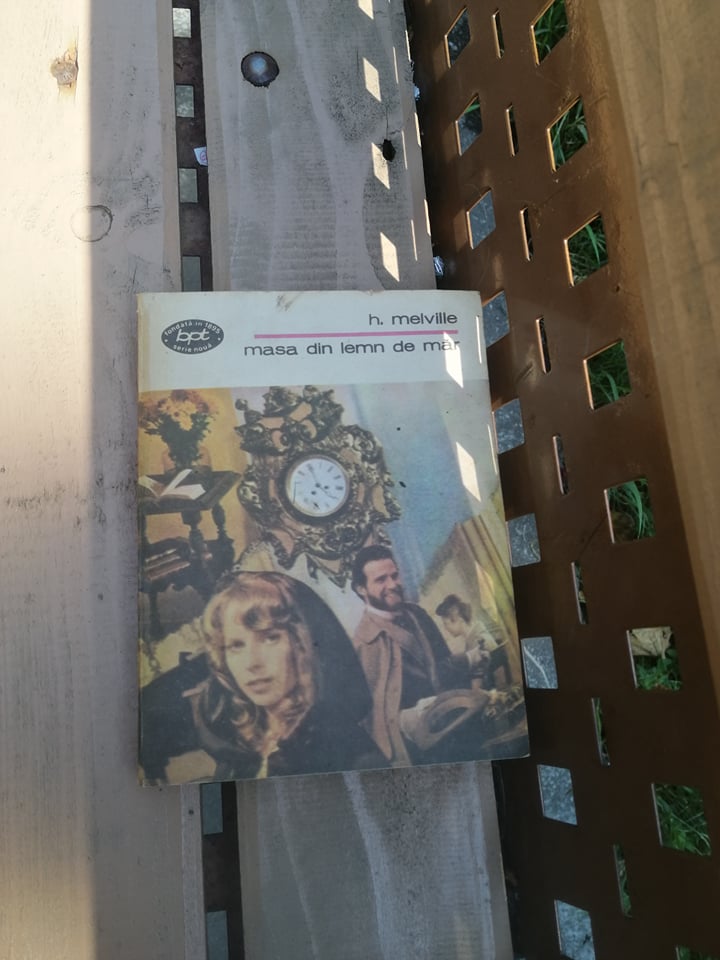 fondată în 1895
bpt
serie nouă
h. melville
masa din lemn de măr